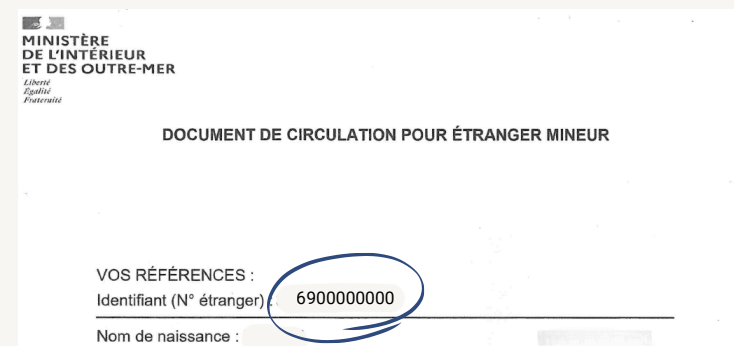 MINISTÈRE
DE L'INTÉRIEUR
ET DES OUTRE-MER
Liberté
Égalité
Fraternité
DOCUMENT DE CIRCULATION POUR ÉTRANGER MINEUR
VOS RÉFÉRENCES :
Identifiant (N° étranger) : 6900000000
Nom de naissance :